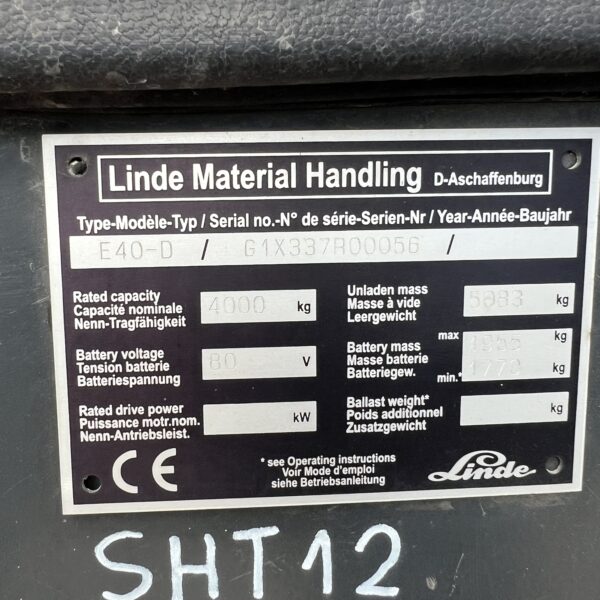 Linde Material Handling D-Aschaffenburg
Type-Modèle-Typ / Serial no.-N° de série-Serien-Nr / Year-Année-Baujahr
E40-D / G1X337R00056 /
Rated capacity
Capacité nominale
Nenn-Tragfähigkeit
4000 kg
Unladen mass
Masse à vide
Leergewicht
kg
Battery voltage
Tension batterie
Batteriespannung
80 V
Battery mass
Masse batterie
Batteriegew.
max kg
min.* 1770 kg
Rated drive power
Puissance motr.nom.
Nenn-Antriebsleist.
kW
Ballast weight*
Poids additionnel
Zusatzgewicht
kg
CE
* see Operating instructions
Voir Mode d'emploi
siehe Betriebsanleitung
Linde
SHT12.